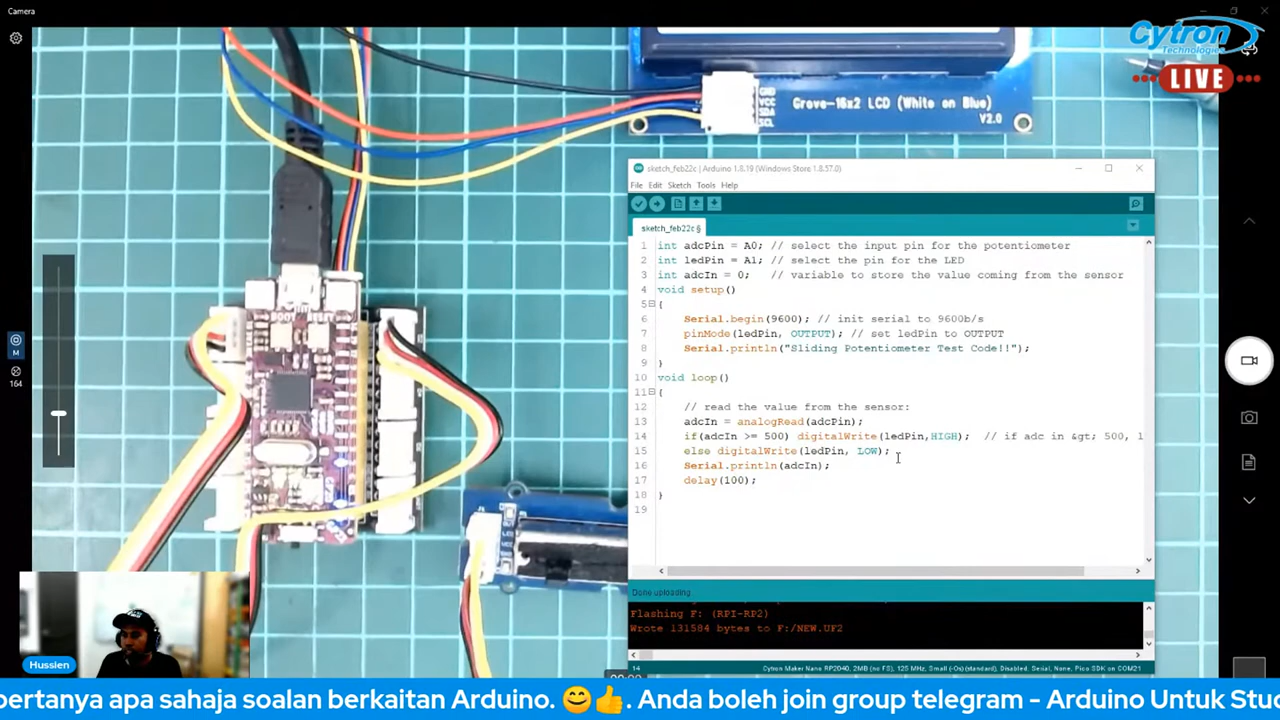 Camera
Cytron
Technologies
LIVE
GND
VCC
SDA
SCL
Grove-16x2 LCD (White on Blue)
V2.0
sketch_feb22c | Arduino 1.8.19 (Windows Store 1.8.57.0)
File Edit Sketch Tools Help
sketch_feb22c §
1 int adcPin = A0; // select the input pin for the potentiometer
2 int ledPin = A1; // select the pin for the LED
3 int adcIn = 0; // variable to store the value coming from the sensor
4 void setup()
5 {
6 Serial.begin(9600); // init serial to 9600b/s
7 pinMode(ledPin, OUTPUT); // set ledPin to OUTPUT
8 Serial.println("Sliding Potentiometer Test Code!!");
9 }
10 void loop()
11 {
12 // read the value from the sensor:
13 adcIn = analogRead(adcPin);
14 if(adcIn >= 500) digitalWrite(ledPin,HIGH); // if adc in &gt; 500, l
15 else digitalWrite(ledPin, LOW);
16 Serial.println(adcIn);
17 delay(100);
18 }
19
BOOT RESET
M
164
OUT
LED
VCC
GND
Done uploading.
Flashing F: (RPI-RP2)
Wrote 131584 bytes to F:/NEW.UF2
14
Cytron Maker Nano RP2040, 2MB (no FS), 125 MHz, Small (-Os) (standard), Disabled, Serial, None, Pico SDK on COM21
Hussien
pertanya apa sahaja soalan berkaitan Arduino. 😊👍. Anda boleh join group telegram - Arduino Untuk Stu